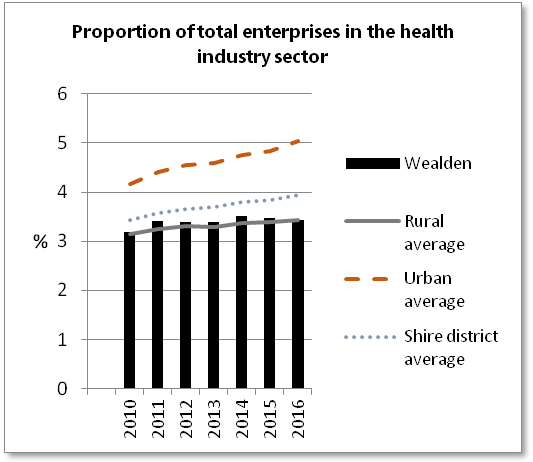 Proportion of total enterprises in the health
industry sector
6
5
4
3
2
1
0
%
2010
2011
2012
2013
2014
2015
2016
Wealden
Rural
average
Urban
average
Shire district
average